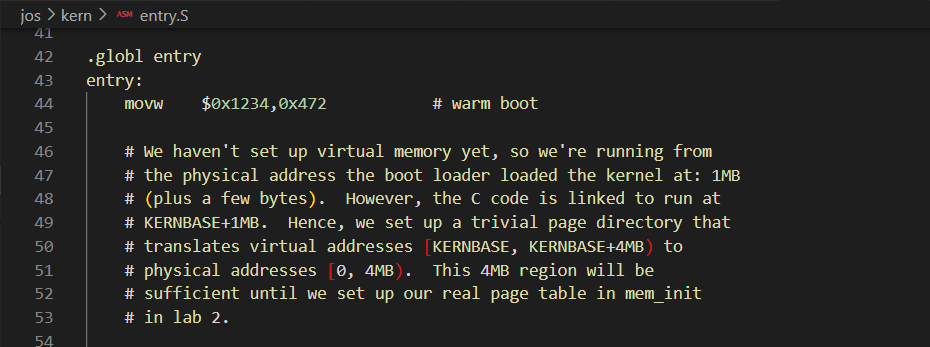 jos > kern > ASM entry.S
41
42 .globl entry
43 entry:
44 movw $0x1234,0x472 # warm boot
45
46 # We haven't set up virtual memory yet, so we're running from
47 # the physical address the boot loader loaded the kernel at: 1MB
48 # (plus a few bytes). However, the C code is linked to run at
49 # KERNBASE+1MB. Hence, we set up a trivial page directory that
50 # translates virtual addresses [KERNBASE, KERNBASE+4MB) to
51 # physical addresses [0, 4MB). This 4MB region will be
52 # sufficient until we set up our real page table in mem_init
53 # in lab 2.
54